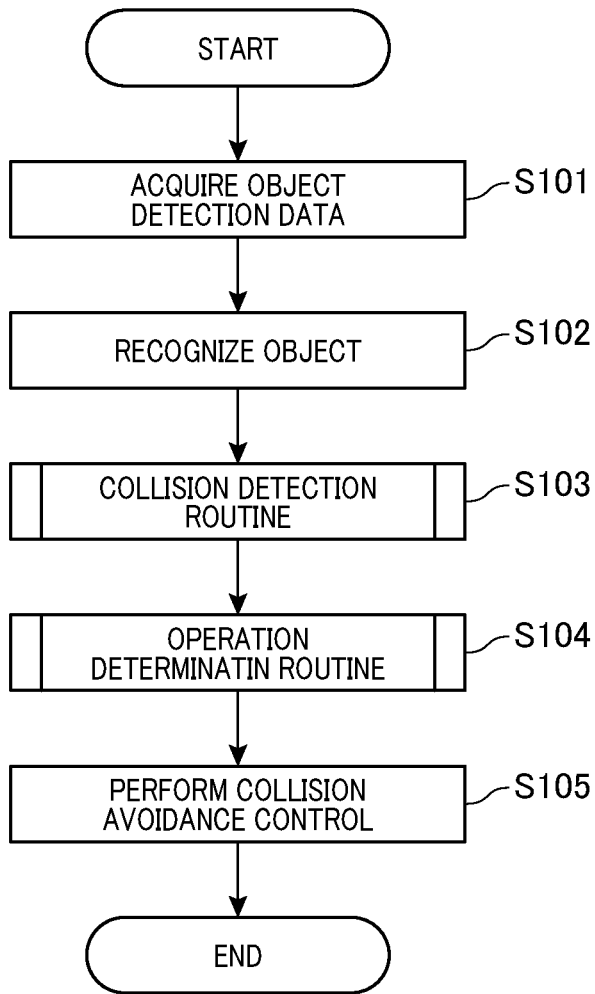 START
ACQUIRE OBJECT
DETECTION DATA
S101
RECOGNIZE OBJECT
S102
COLLISION DETECTION
ROUTINE
S103
OPERATION
DETERMINATIN ROUTINE
S104
PERFORM COLLISION
AVOIDANCE CONTROL
S105
END